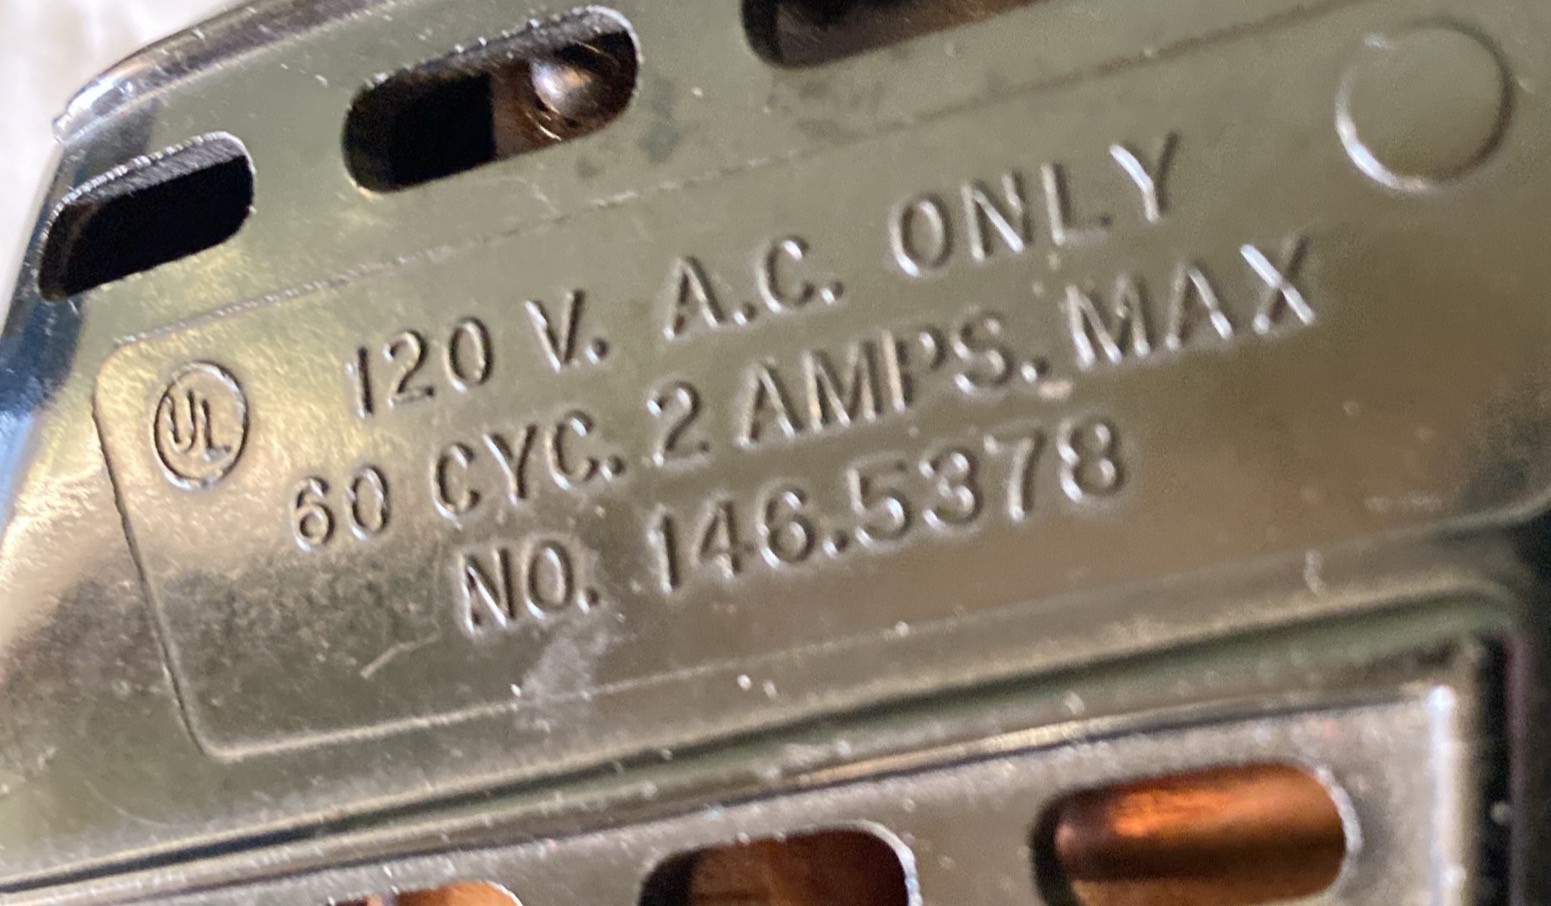 UL
120 V. A.C. ONLY
60 CYC. 2 AMPS. MAX
NO. 146.5378